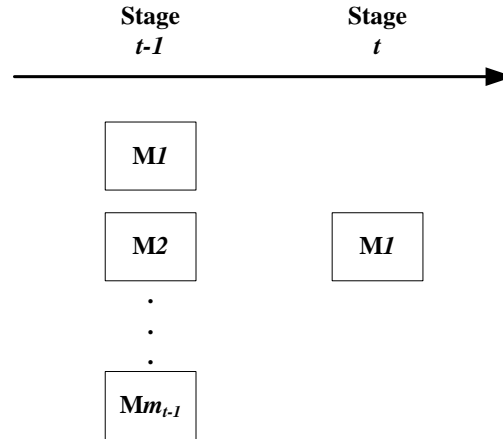 Stage Stage
t-1 t
M1
M2 M1
.
.
.
Mm_{t-1}